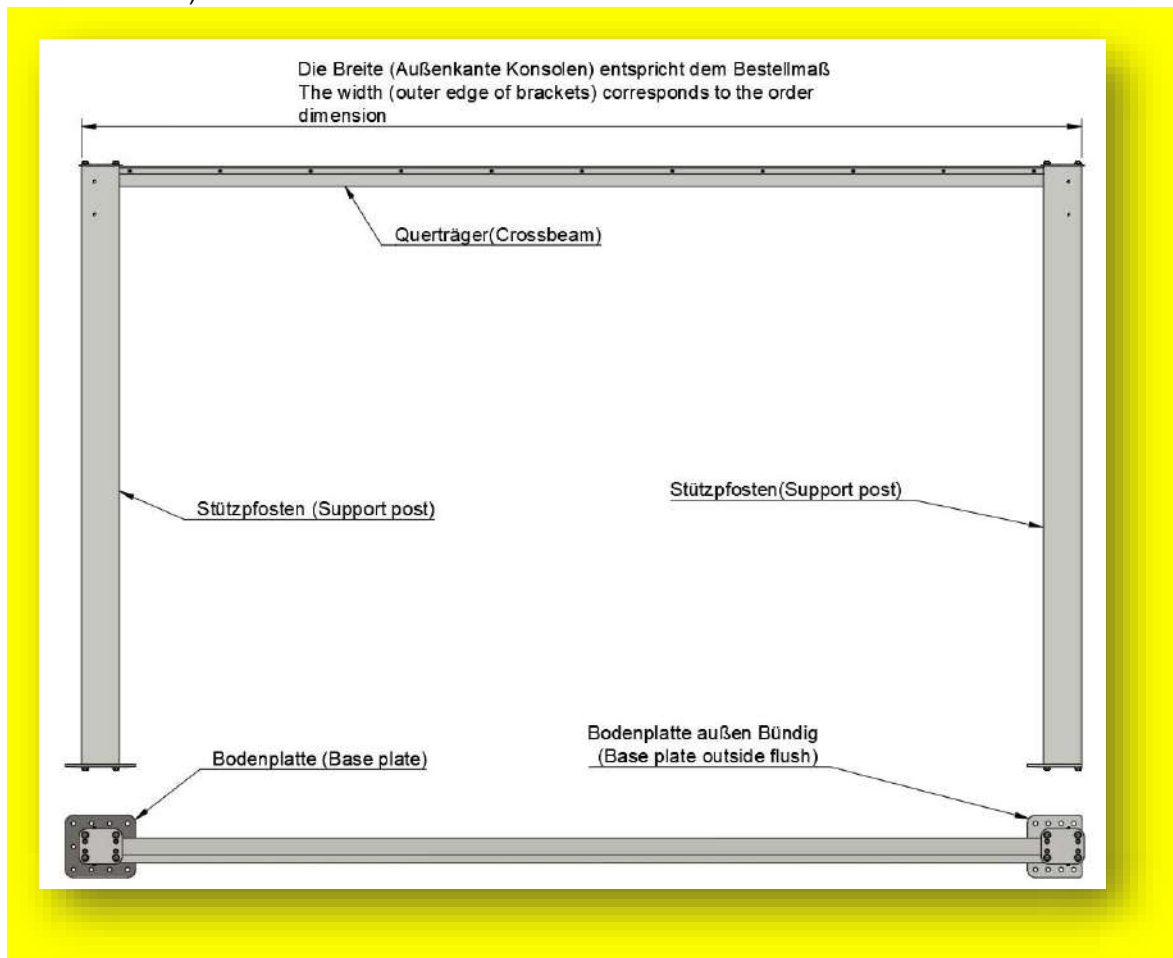 Die Breite (Außenkante Konsolen) entspricht dem Bestellmaß
The width (outer edge of brackets) corresponds to the order
dimension
Querträger(Crossbeam)
Stützpfosten (Support post)
Stützpfosten(Support post)
Bodenplatte (Base plate)
Bodenplatte außen Bündig
(Base plate outside flush)